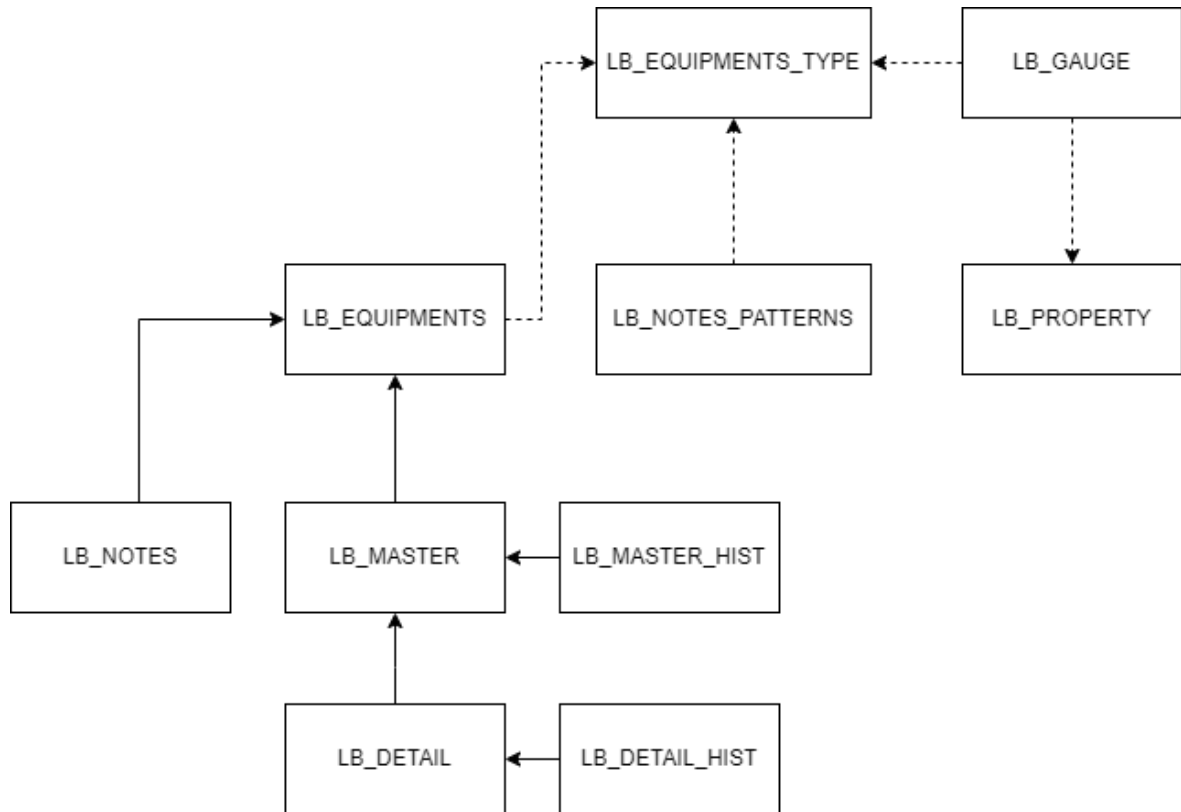 LB_EQUIPMENTS_TYPE
LB_GAUGE
LB_EQUIPMENTS
LB_NOTES_PATTERNS
LB_PROPERTY
LB_NOTES
LB_MASTER
LB_MASTER_HIST
LB_DETAIL
LB_DETAIL_HIST